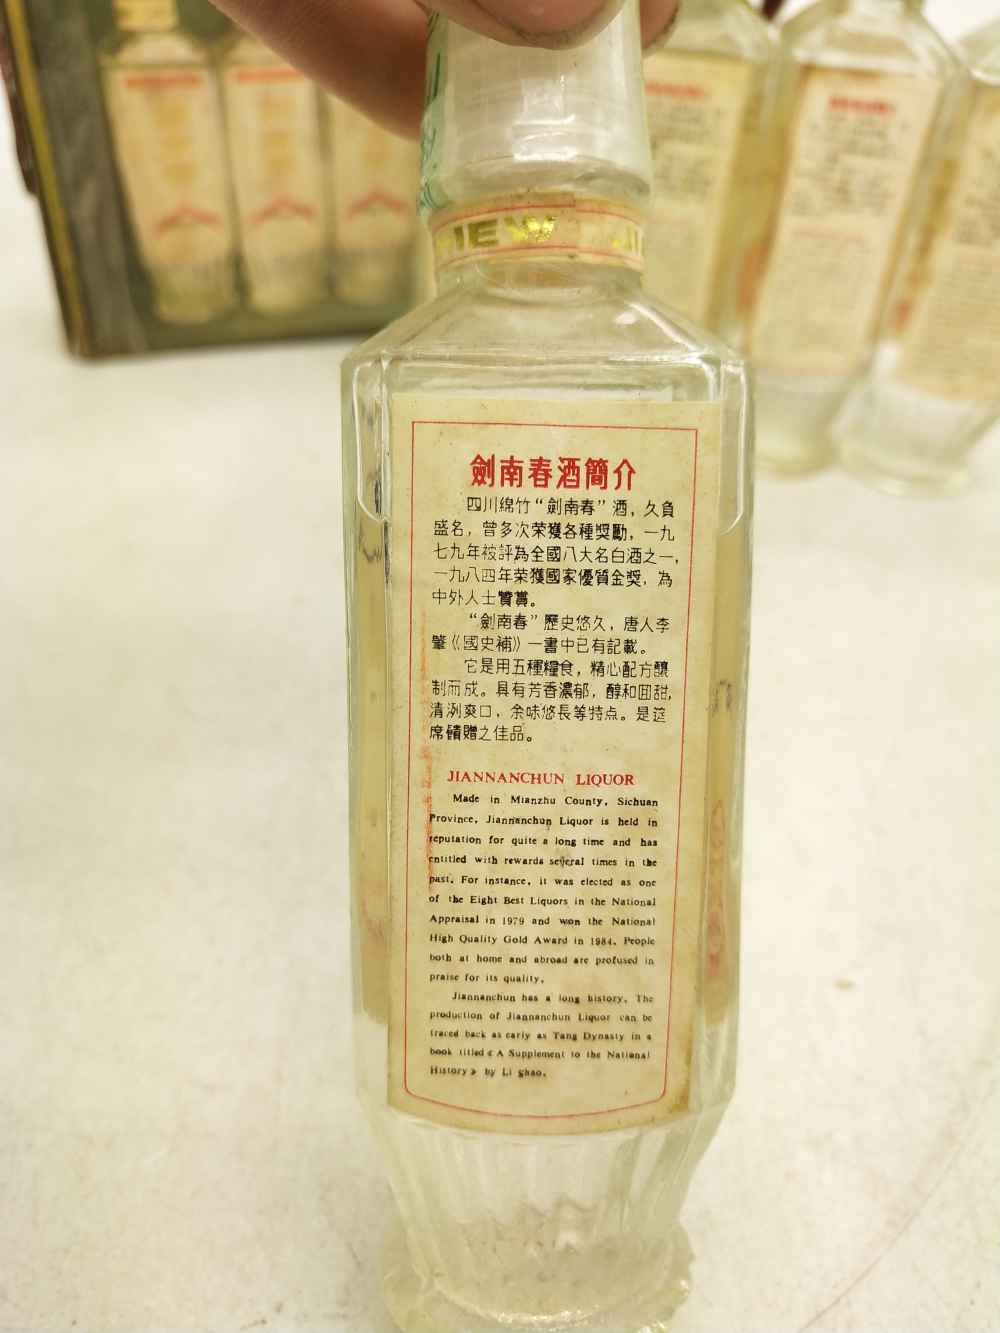 NEW
劍南春酒簡介
四川綿竹“劍南春”酒，久負
盛名，曾多次荣獲各種獎勵，一九
七九年被評為全國八大名白酒之一，
一九八四年荣獲國家優質金奬，為
中外人士贊賞。
“劍南春”歷史悠久，唐人李
肇《國史補》一書中已有記載。
它是用五種糧食，精心配方釀
制而成。具有芳香濃郁，醇和回甜，
清洌爽口，余味悠長等特点。是筵
席饋贈之佳品。
JIANNANCHUN LIQUOR
Made in Mianzhu County, Sichuan
Province, Jiannanchun Liquor is held in
reputation for quite a long time and has
entitled with rewards several times in the
past. For instance, it was elected as one
of the Eight Best Liquors in the National
Appraisal in 1979 and won the National
High Quality Gold Award in 1984. People
both at home and abroad are profused in
praise for its quality.
Jiannanchun has a long history. The
production of Jiannanchun Liquor can be
traced back as early as Tang Dynasty in a
book titled《A Supplement to the National
History》 by Li ghao.